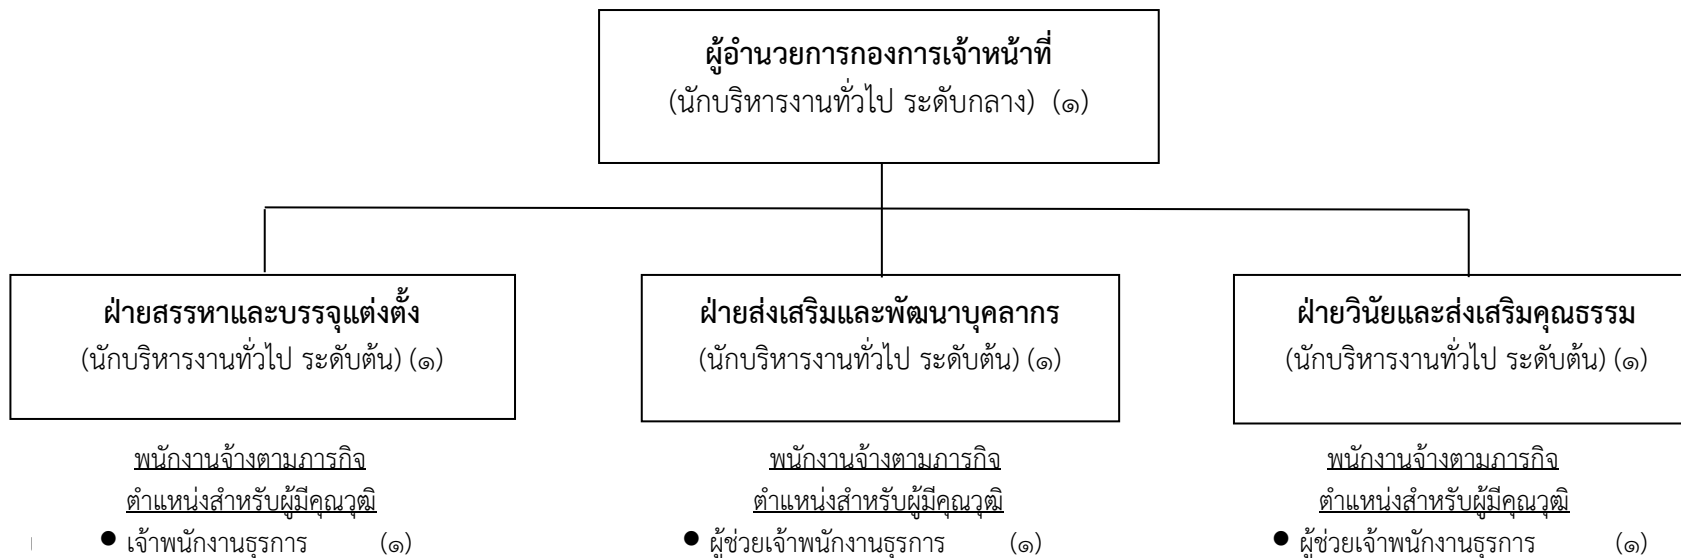 ผู้อำนวยการกองการเจ้าหน้าที่
(นักบริหารงานทั่วไป ระดับกลาง) (๑)
ฝ่ายสรรหาและบรรจุแต่งตั้ง
(นักบริหารงานทั่วไป ระดับต้น) (๑)
พนักงานจ้างตามภารกิจ
ตำแหน่งสำหรับผู้มีคุณวุฒิ
● เจ้าพนักงานธุรการ (๑)
ฝ่ายส่งเสริมและพัฒนาบุคลากร
(นักบริหารงานทั่วไป ระดับต้น) (๑)
พนักงานจ้างตามภารกิจ
ตำแหน่งสำหรับผู้มีคุณวุฒิ
● ผู้ช่วยเจ้าพนักงานธุรการ (๑)
ฝ่ายวินัยและส่งเสริมคุณธรรม
(นักบริหารงานทั่วไป ระดับต้น) (๑)
พนักงานจ้างตามภารกิจ
ตำแหน่งสำหรับผู้มีคุณวุฒิ
● ผู้ช่วยเจ้าพนักงานธุรการ (๑)